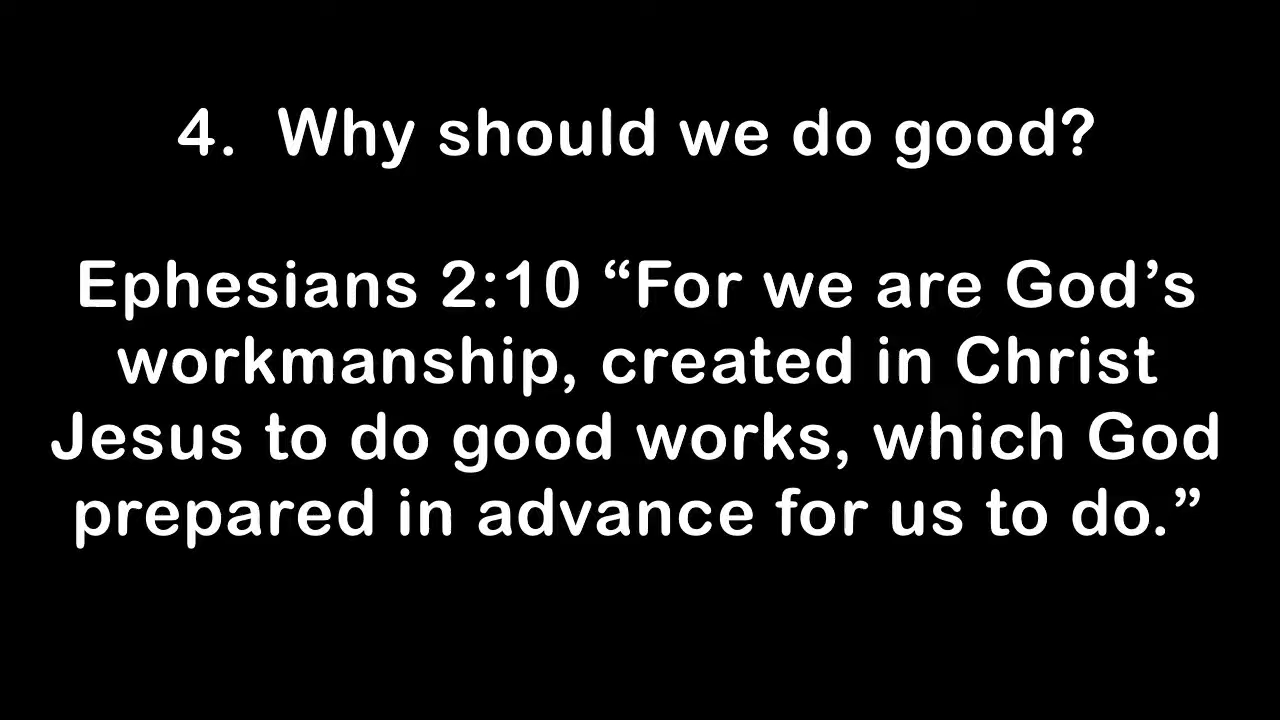 4.  Why should we do good?
Ephesians 2:10 “For we are God’s
workmanship, created in Christ
Jesus to do good works, which God
prepared in advance for us to do.”